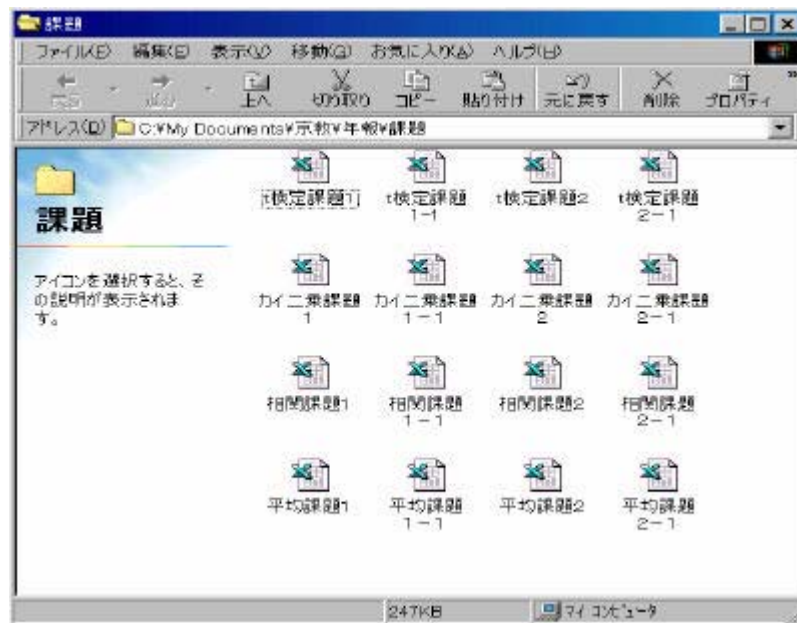 課題
ファイル(F) 編集(E) 表示(V) 移動(G) お気に入り(A) ヘルプ(H)
戻る 進む 上へ 切り取り コピー 貼り付け 元に戻す 削除 プロパティ »
アドレス(D) C:¥My Documents¥示教¥年報¥課題
課題
アイコンを選択すると、そ
の説明が表示されま
す。
t検定課題1 t検定課題 t検定課題2 t検定課題
1-1 2－1
カイ二乗課題 カイ二乗課題 カイ二乗課題 カイ二乗課題
1 1－1 2 2－1
相関課題1 相関課題 相関課題2 相関課題
1－1 2－1
平均課題1 平均課題 平均課題2 平均課題
1－1 2－1
247KB マイ コンピュータ